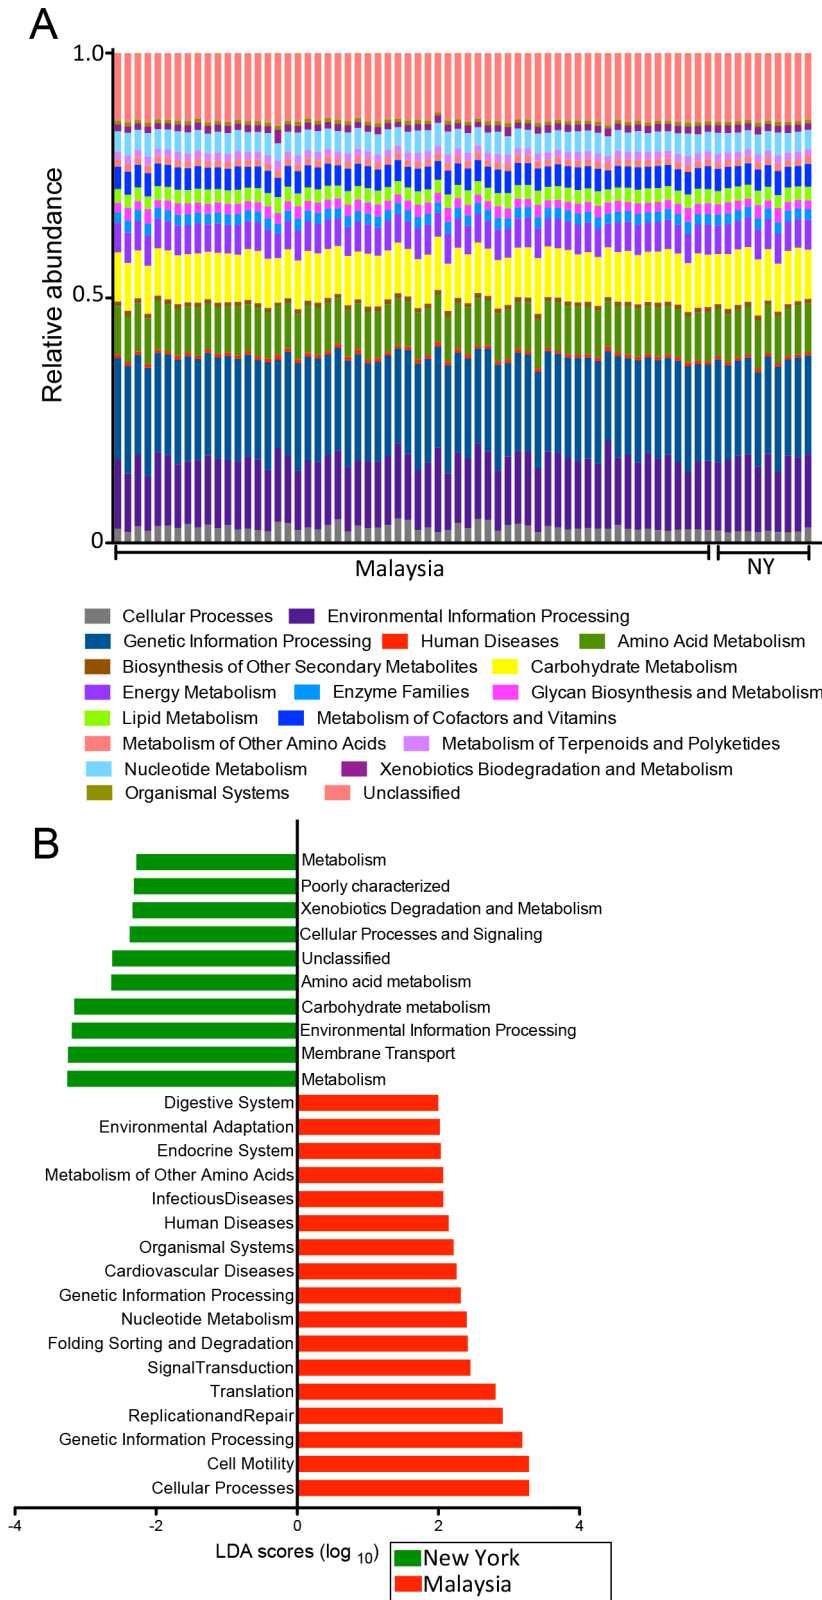 A
1.0
Relative abundance
0.5
0
Malaysia
NY
Cellular Processes Environmental Information Processing
Genetic Information Processing Human Diseases Amino Acid Metabolism
Biosynthesis of Other Secondary Metabolites Carbohydrate Metabolism
Energy Metabolism Enzyme Families Glycan Biosynthesis and Metabolism
Lipid Metabolism Metabolism of Cofactors and Vitamins
Metabolism of Other Amino Acids Metabolism of Terpenoids and Polyketides
Nucleotide Metabolism Xenobiotics Biodegradation and Metabolism
Organismal Systems Unclassified
B
Metabolism
Poorly characterized
Xenobiotics Degradation and Metabolism
Cellular Processes and Signaling
Unclassified
Amino acid metabolism
Carbohydrate metabolism
Environmental Information Processing
Membrane Transport
Metabolism
Digestive System
Environmental Adaptation
Endocrine System
Metabolism of Other Amino Acids
InfectiousDiseases
Human Diseases
Organismal Systems
Cardiovascular Diseases
Genetic Information Processing
Nucleotide Metabolism
Folding Sorting and Degradation
SignalTransduction
Translation
ReplicationandRepair
Genetic Information Processing
Cell Motility
Cellular Processes
-4 -2 0 2 4
LDA scores (log 10)
New York
Malaysia